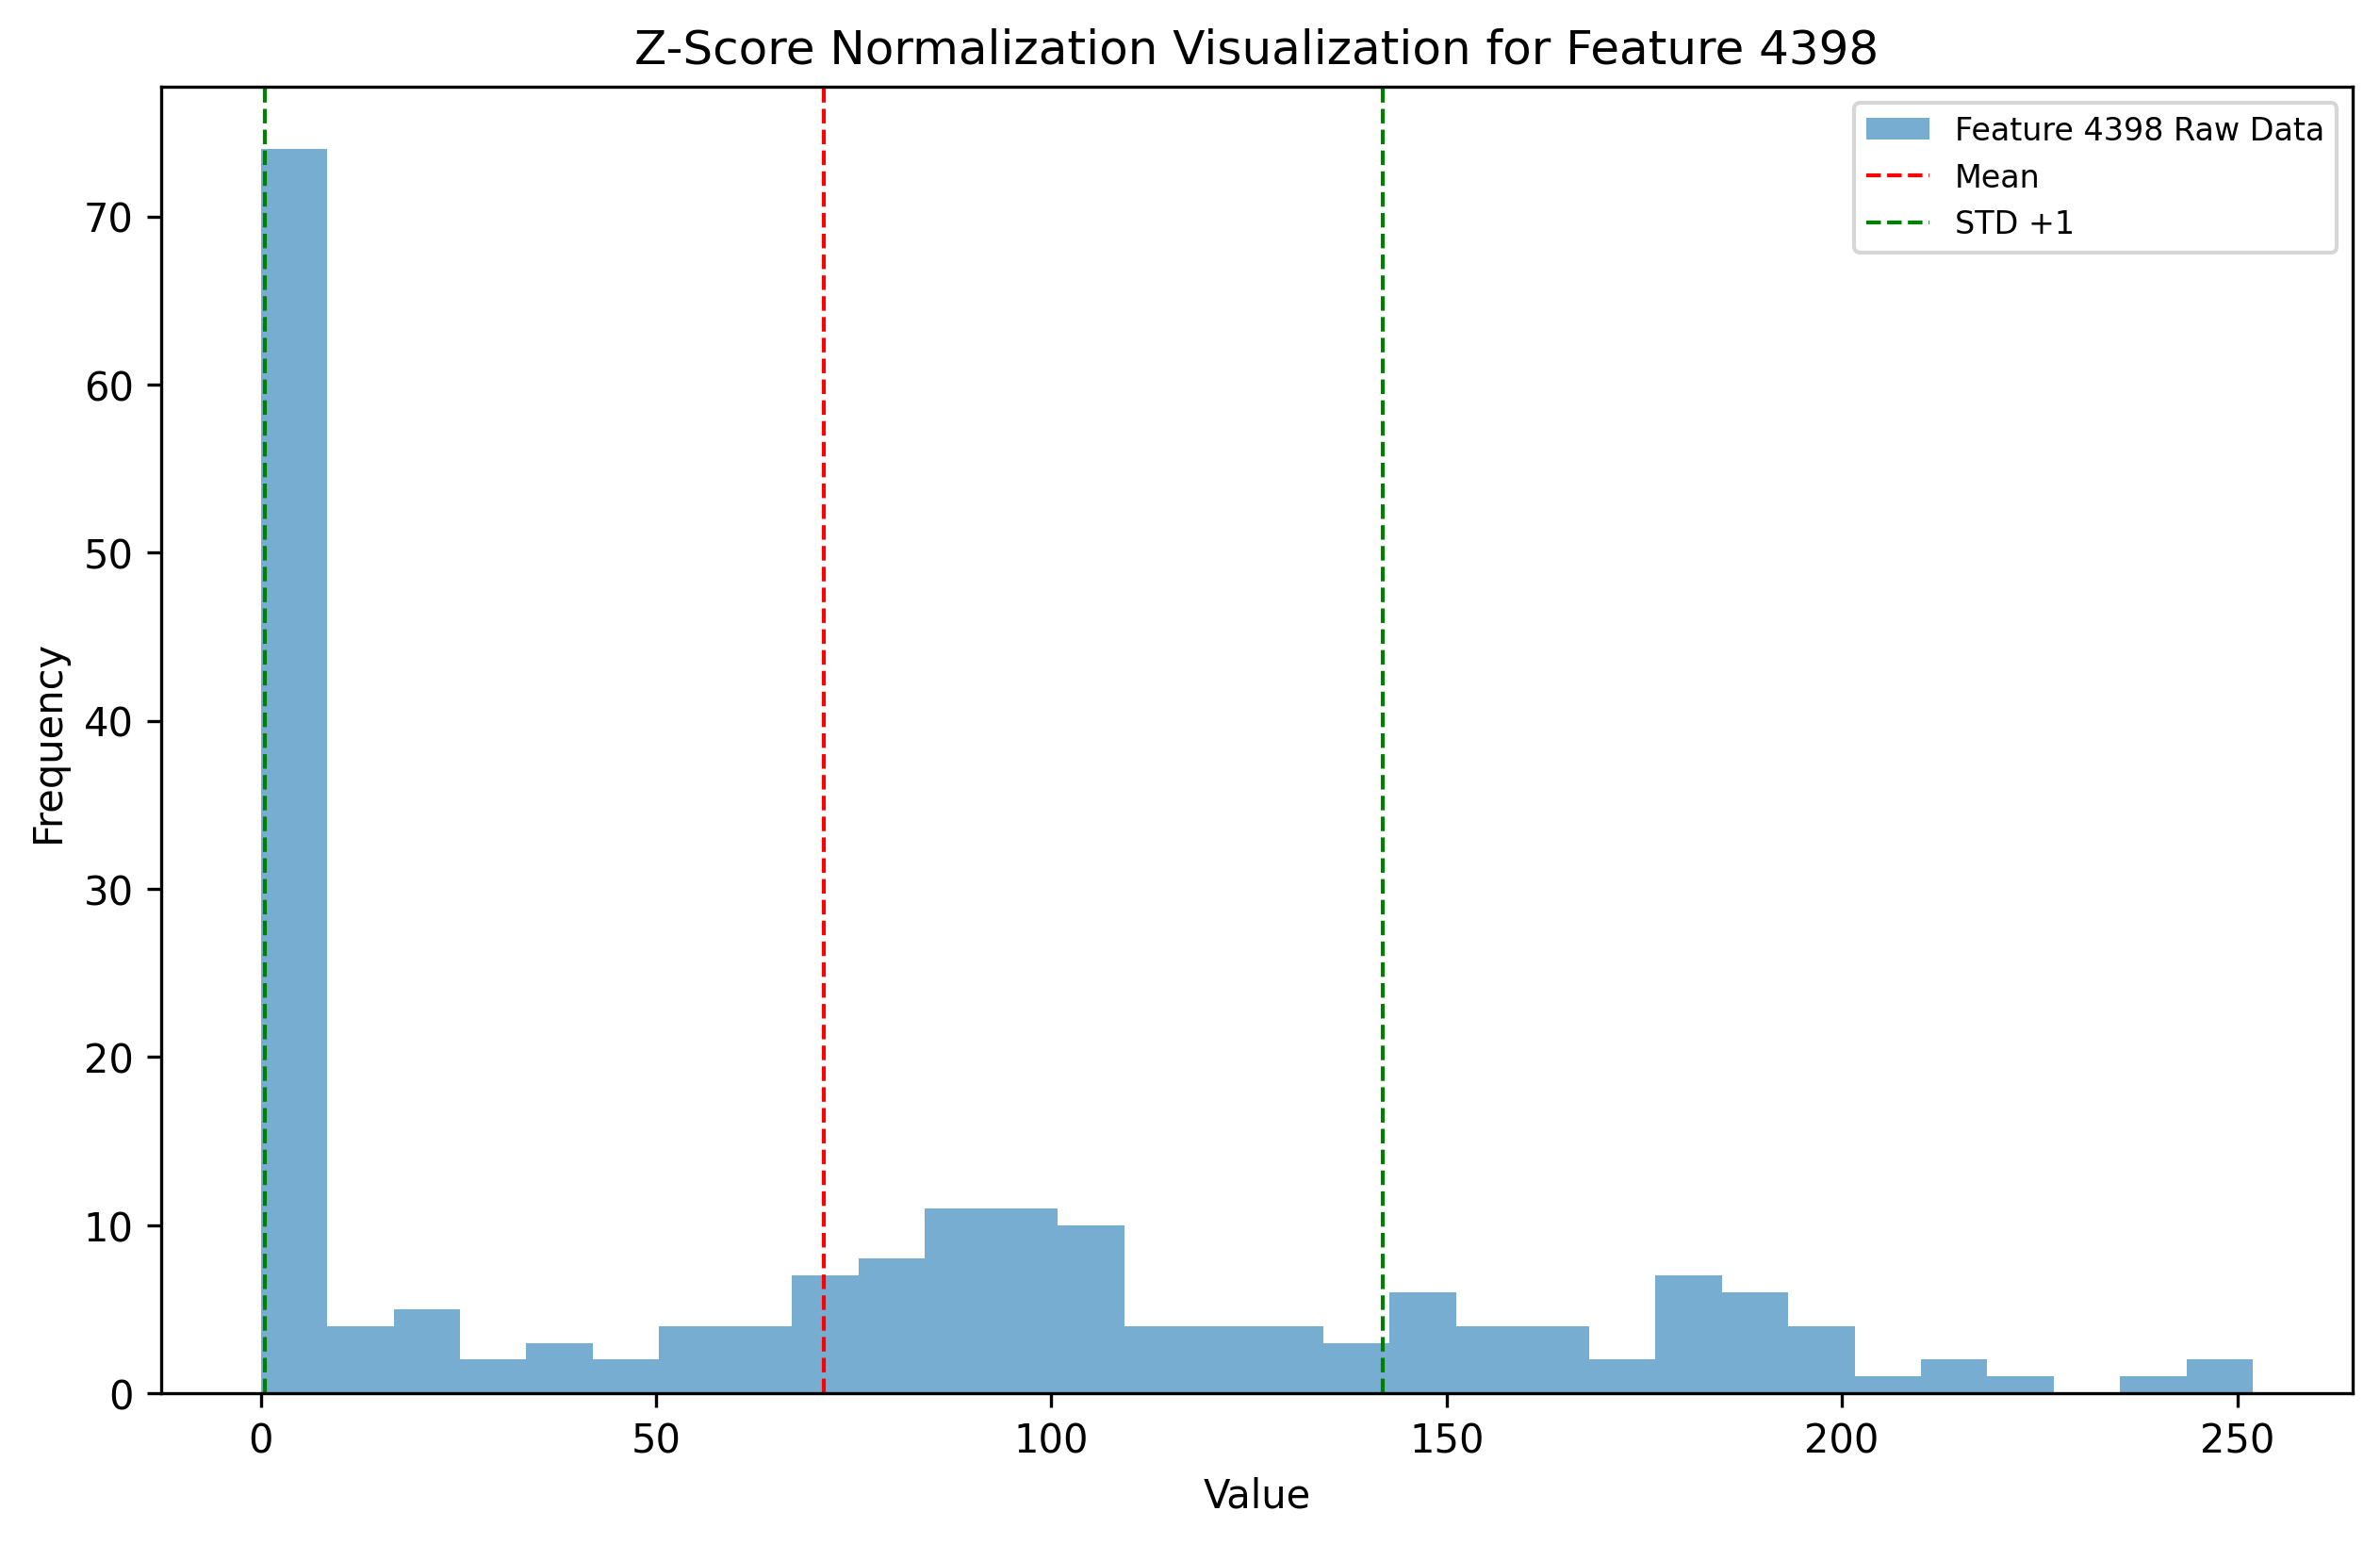 Z-Score Normalization Visualization for Feature 4398
Feature 4398 Raw Data
Mean
STD +1
Frequency
70
60
50
40
30
20
10
0
0 50 100 150 200 250
Value